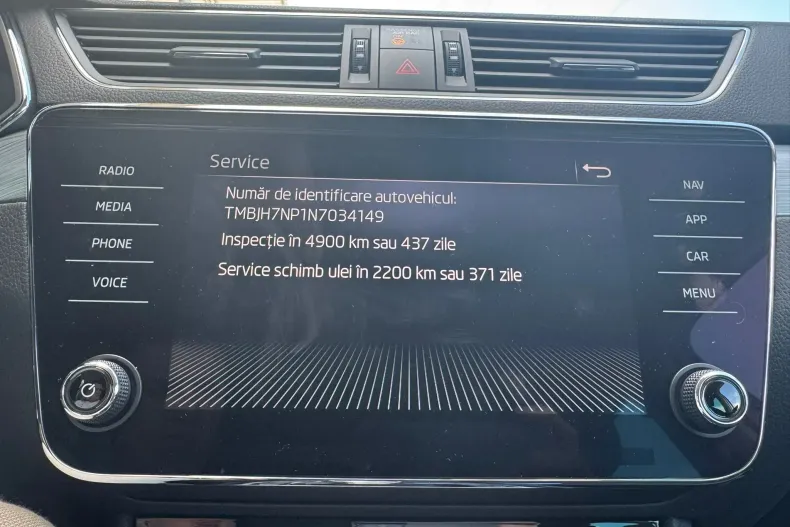 Service
Număr de identificare autovehicul:
TMBJH7NP1N7034149
Inspecție în 4900 km sau 437 zile
Service schimb ulei în 2200 km sau 371 zile
RADIO
MEDIA
PHONE
VOICE
NAV
APP
CAR
MENU